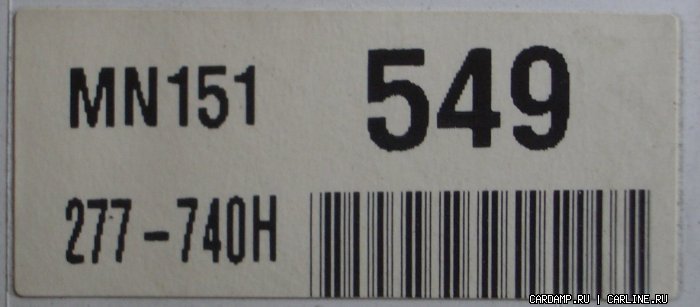 MN151 549
277-740H
CARDAMP.RU | CARLINE.RU